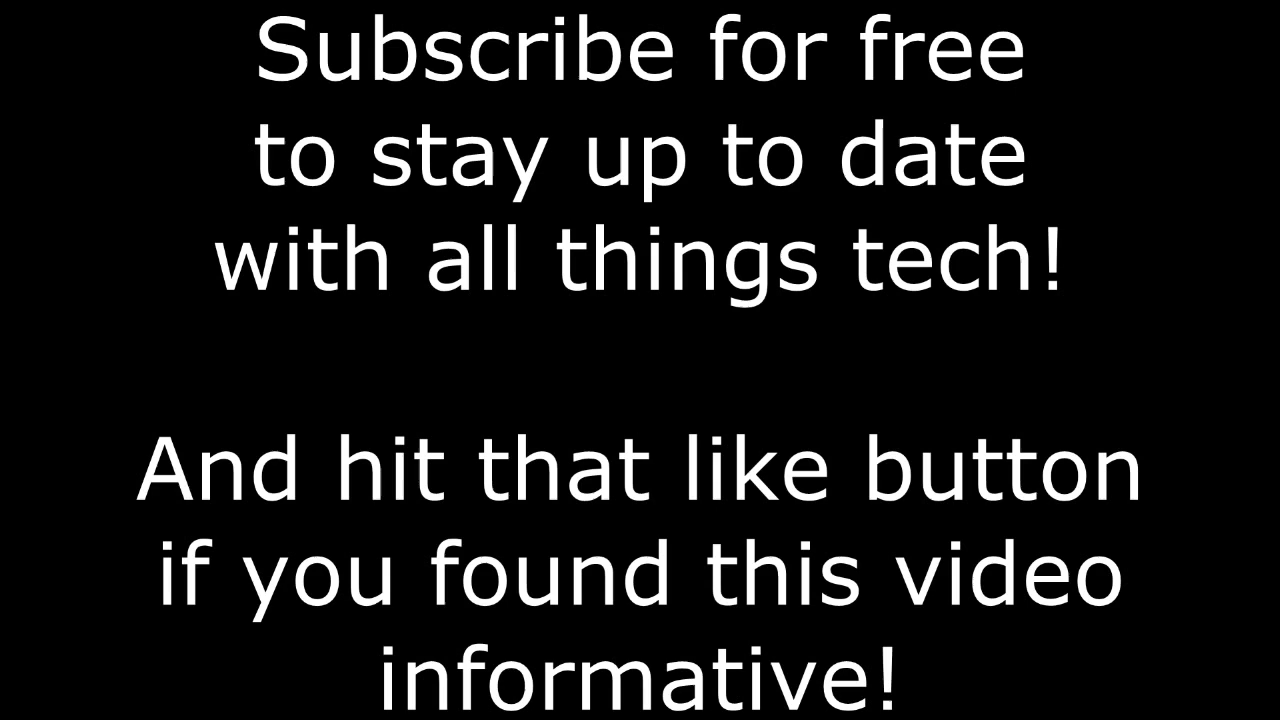 Subscribe for free
to stay up to date
with all things tech!
And hit that like button
if you found this video
informative!